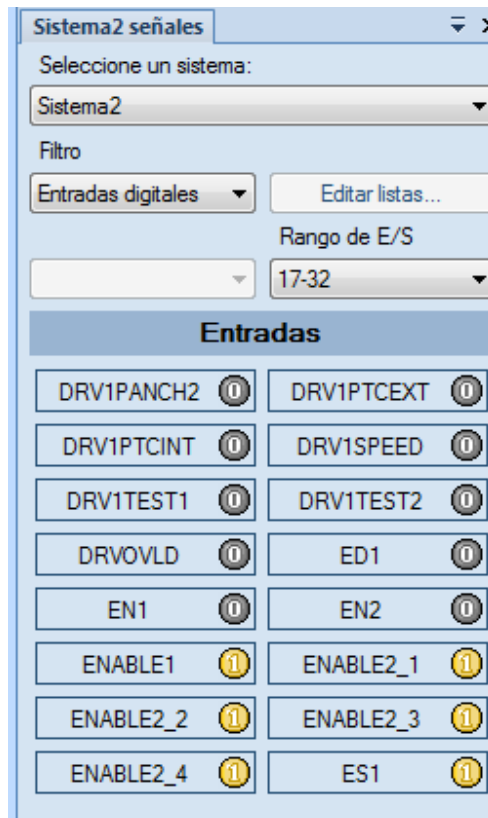 Sistema2 señales
Seleccione un sistema:
Sistema2
Filtro
Entradas digitales Editar listas...
Rango de E/S
17-32
Entradas
DRV1PANCH2 0 DRV1PTCEXT 0
DRV1PTCINT 0 DRV1SPEED 0
DRV1TEST1 0 DRV1TEST2 0
DRVOVLD 0 ED1 0
EN1 0 EN2 0
ENABLE1 1 ENABLE2_1 1
ENABLE2_2 1 ENABLE2_3 1
ENABLE2_4 1 ES1 1